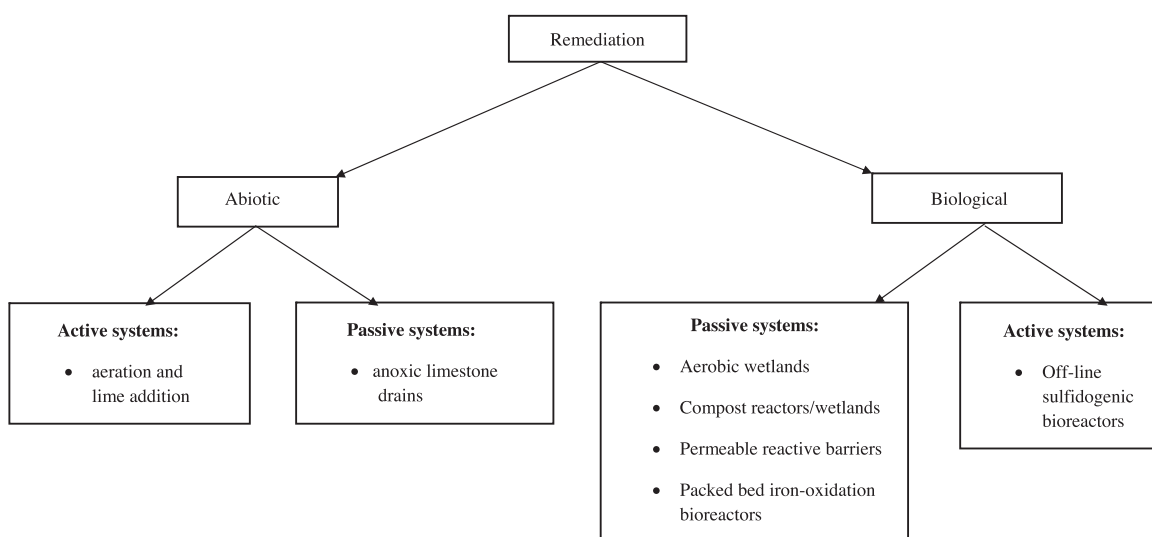 Remediation
Abiotic
Biological
Active systems:
• aeration and
lime addition
Passive systems:
• anoxic limestone
drains
Passive systems:
• Aerobic wetlands
• Compost reactors/wetlands
• Permeable reactive barriers
• Packed bed iron-oxidation
bioreactors
Active systems:
• Off-line
sulfidogenic
bioreactors